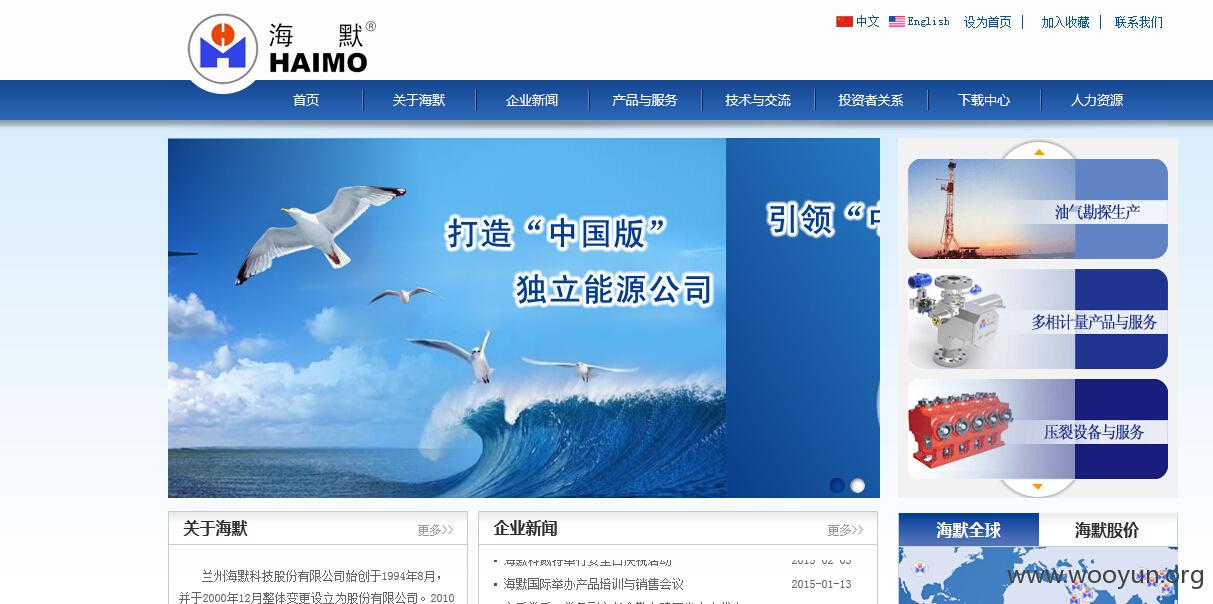 海 默®
HAIMO
中文 English 设为首页 | 加入收藏 | 联系我们
首页 关于海默 企业新闻 产品与服务 技术与交流 投资者关系 下载中心 人力资源
打造“中国版”
独立能源公司
引领“中
油气勘探生产
多相计量产品与服务
压裂设备与服务
关于海默 更多>>
兰州海默科技股份有限公司始创于1994年8月，
并于2000年12月整体变更设立为股份有限公司。2010
企业新闻 更多>>
海默国际举办产品培训与销售会议 2015-01-13
海默全球 海默股价
www.wooyun.org